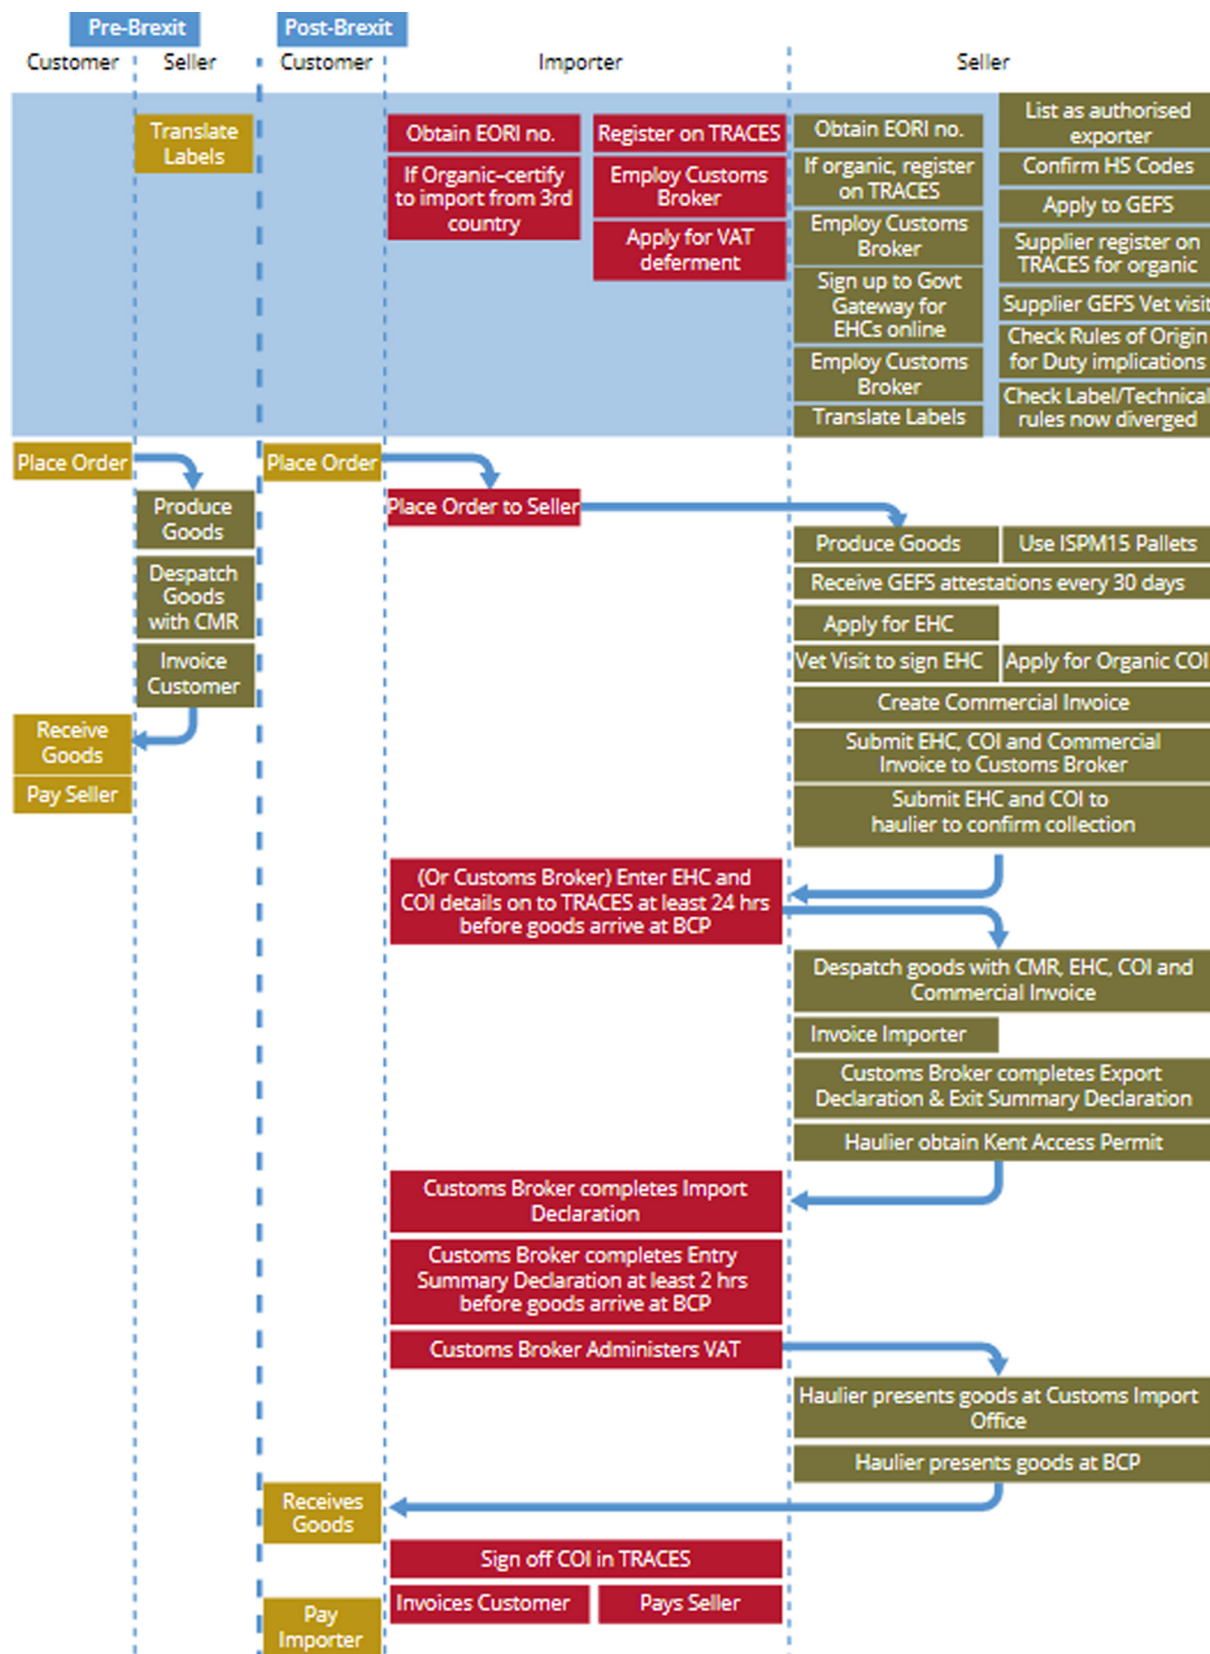 Pre-Brexit
Post-Brexit
Customer
Seller
Customer
Importer
Seller
Translate
Labels
Obtain EORI no.
If Organic–certify
to import from 3rd
country
Register on TRACES
Employ Customs
Broker
Apply for VAT
deferment
Obtain EORI no.
If organic, register
on TRACES
Employ Customs
Broker
Sign up to Govt
Gateway for
EHCs online
Employ Customs
Broker
Translate Labels
List as authorised
exporter
Confirm HS Codes
Apply to GEFS
Supplier register on
TRACES for organic
Supplier GEFS Vet visit
Check Rules of Origin
for Duty implications
Check Label/Technical
rules now diverged
Place Order
Produce
Goods
Despatch
Goods
with CMR
Invoice
Customer
Receive
Goods
Pay Seller
Place Order
Place Order to Seller
Produce Goods
Use ISPM15 Pallets
Receive GEFS attestations every 30 days
Apply for EHC
Vet Visit to sign EHC
Apply for Organic COI
Create Commercial Invoice
Submit EHC, COI and Commercial
Invoice to Customs Broker
Submit EHC and COI to
haulier to confirm collection
(Or Customs Broker) Enter EHC and
COI details on to TRACES at least 24 hrs
before goods arrive at BCP
Despatch goods with CMR, EHC, COI and
Commercial Invoice
Invoice Importer
Customs Broker completes Export
Declaration & Exit Summary Declaration
Haulier obtain Kent Access Permit
Customs Broker completes Import
Declaration
Customs Broker completes Entry
Summary Declaration at least 2 hrs
before goods arrive at BCP
Customs Broker Administers VAT
Haulier presents goods at Customs Import
Office
Haulier presents goods at BCP
Receives
Goods
Sign off COI in TRACES
Invoices Customer
Pays Seller
Pay
Importer